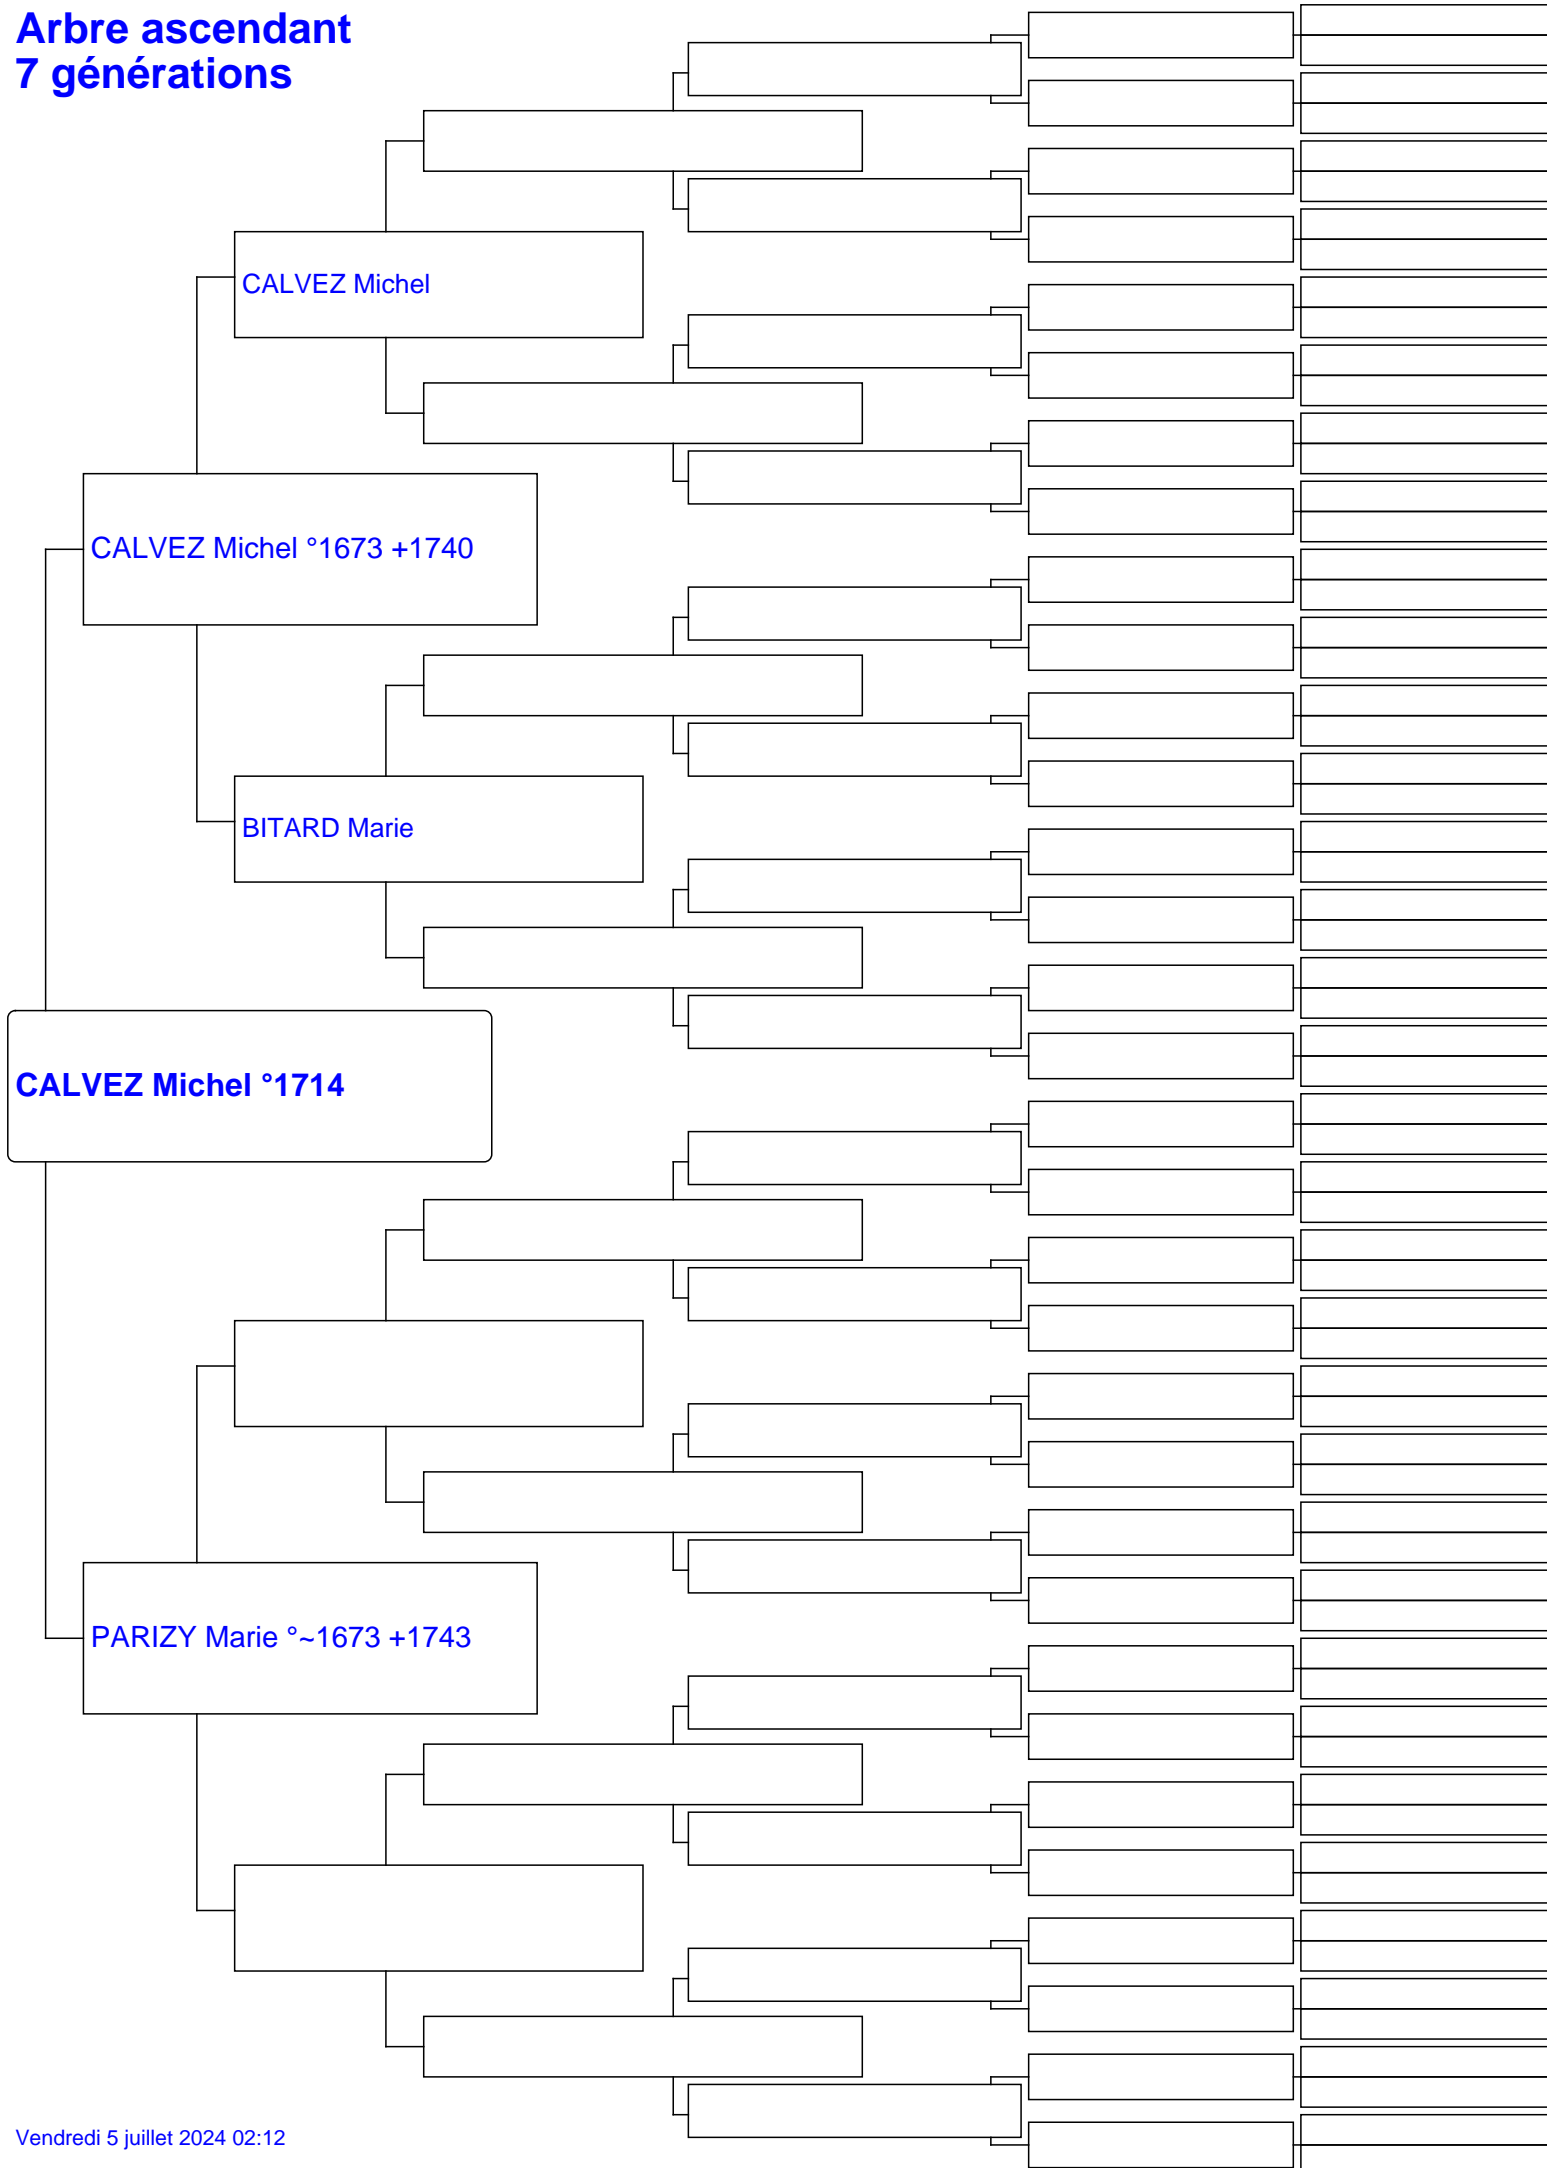 Arbre ascendant
7 générations
CALVEZ Michel
CALVEZ Michel °1673 +1740
BITARD Marie
CALVEZ Michel °1714
PARIZY Marie °~1673 +1743
Vendredi 5 juillet 2024 02:12